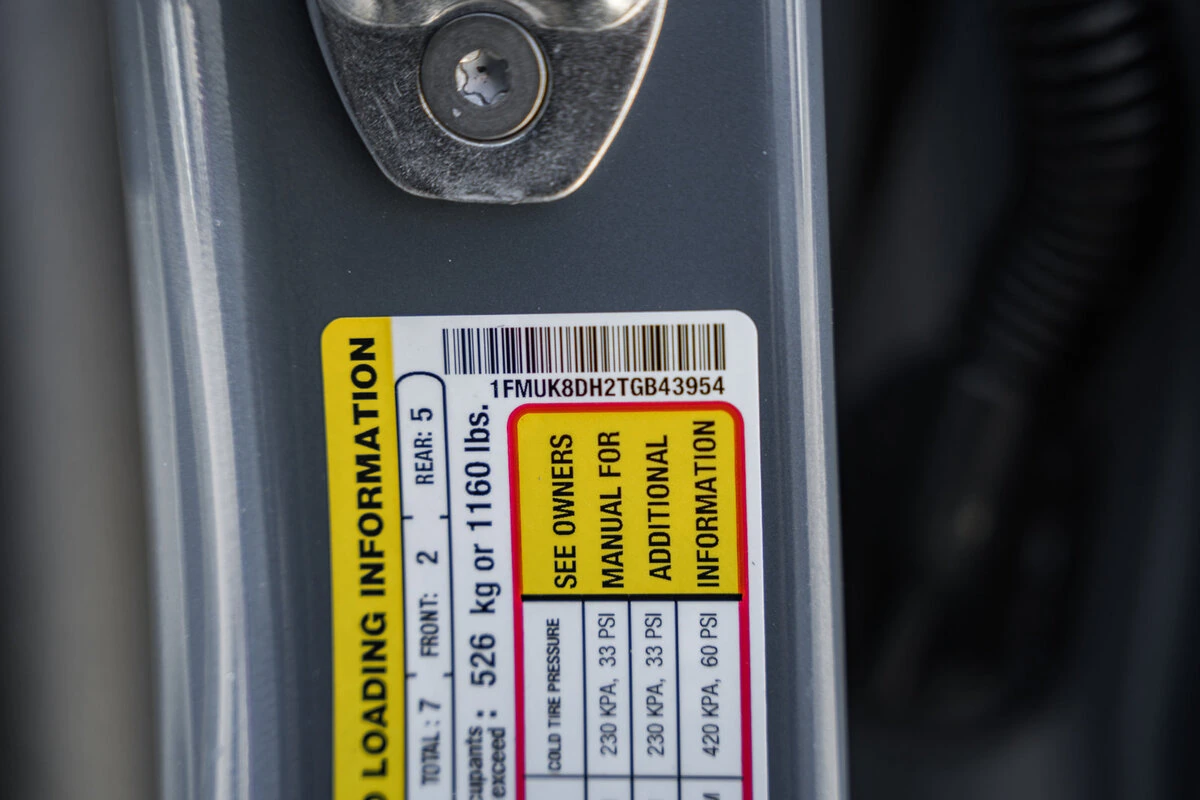 1FMUK8DH2TGB43954
LOADING INFORMATION
TOTAL : 7 FRONT: 2 REAR: 5
exceed : 526 kg or 1160 lbs.
COLD TIRE PRESSURE
230 KPA, 33 PSI
230 KPA, 33 PSI
420 KPA, 60 PSI
SEE OWNERS
MANUAL FOR
ADDITIONAL
INFORMATION